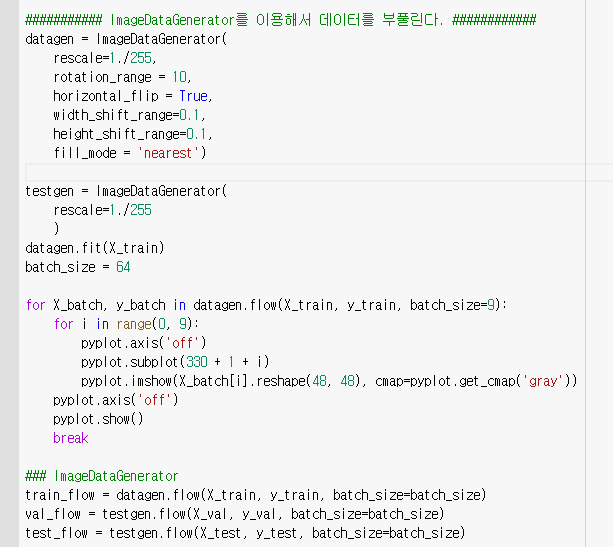 ########### ImageDataGenerator를 이용해서 데이터를 부풀린다. ############
datagen = ImageDataGenerator(
    rescale=1./255,
    rotation_range = 10,
    horizontal_flip = True,
    width_shift_range=0.1,
    height_shift_range=0.1,
    fill_mode = 'nearest')
testgen = ImageDataGenerator(
    rescale=1./255
    )
datagen.fit(X_train)
batch_size = 64
for X_batch, y_batch in datagen.flow(X_train, y_train, batch_size=9):
    for i in range(0, 9):
        pyplot.axis('off')
        pyplot.subplot(330 + 1 + i)
        pyplot.imshow(X_batch[i].reshape(48, 48), cmap=pyplot.get_cmap('gray'))
    pyplot.axis('off')
    pyplot.show()
    break
### ImageDataGenerator
train_flow = datagen.flow(X_train, y_train, batch_size=batch_size)
val_flow = testgen.flow(X_val, y_val, batch_size=batch_size)
test_flow = testgen.flow(X_test, y_test, batch_size=batch_size)